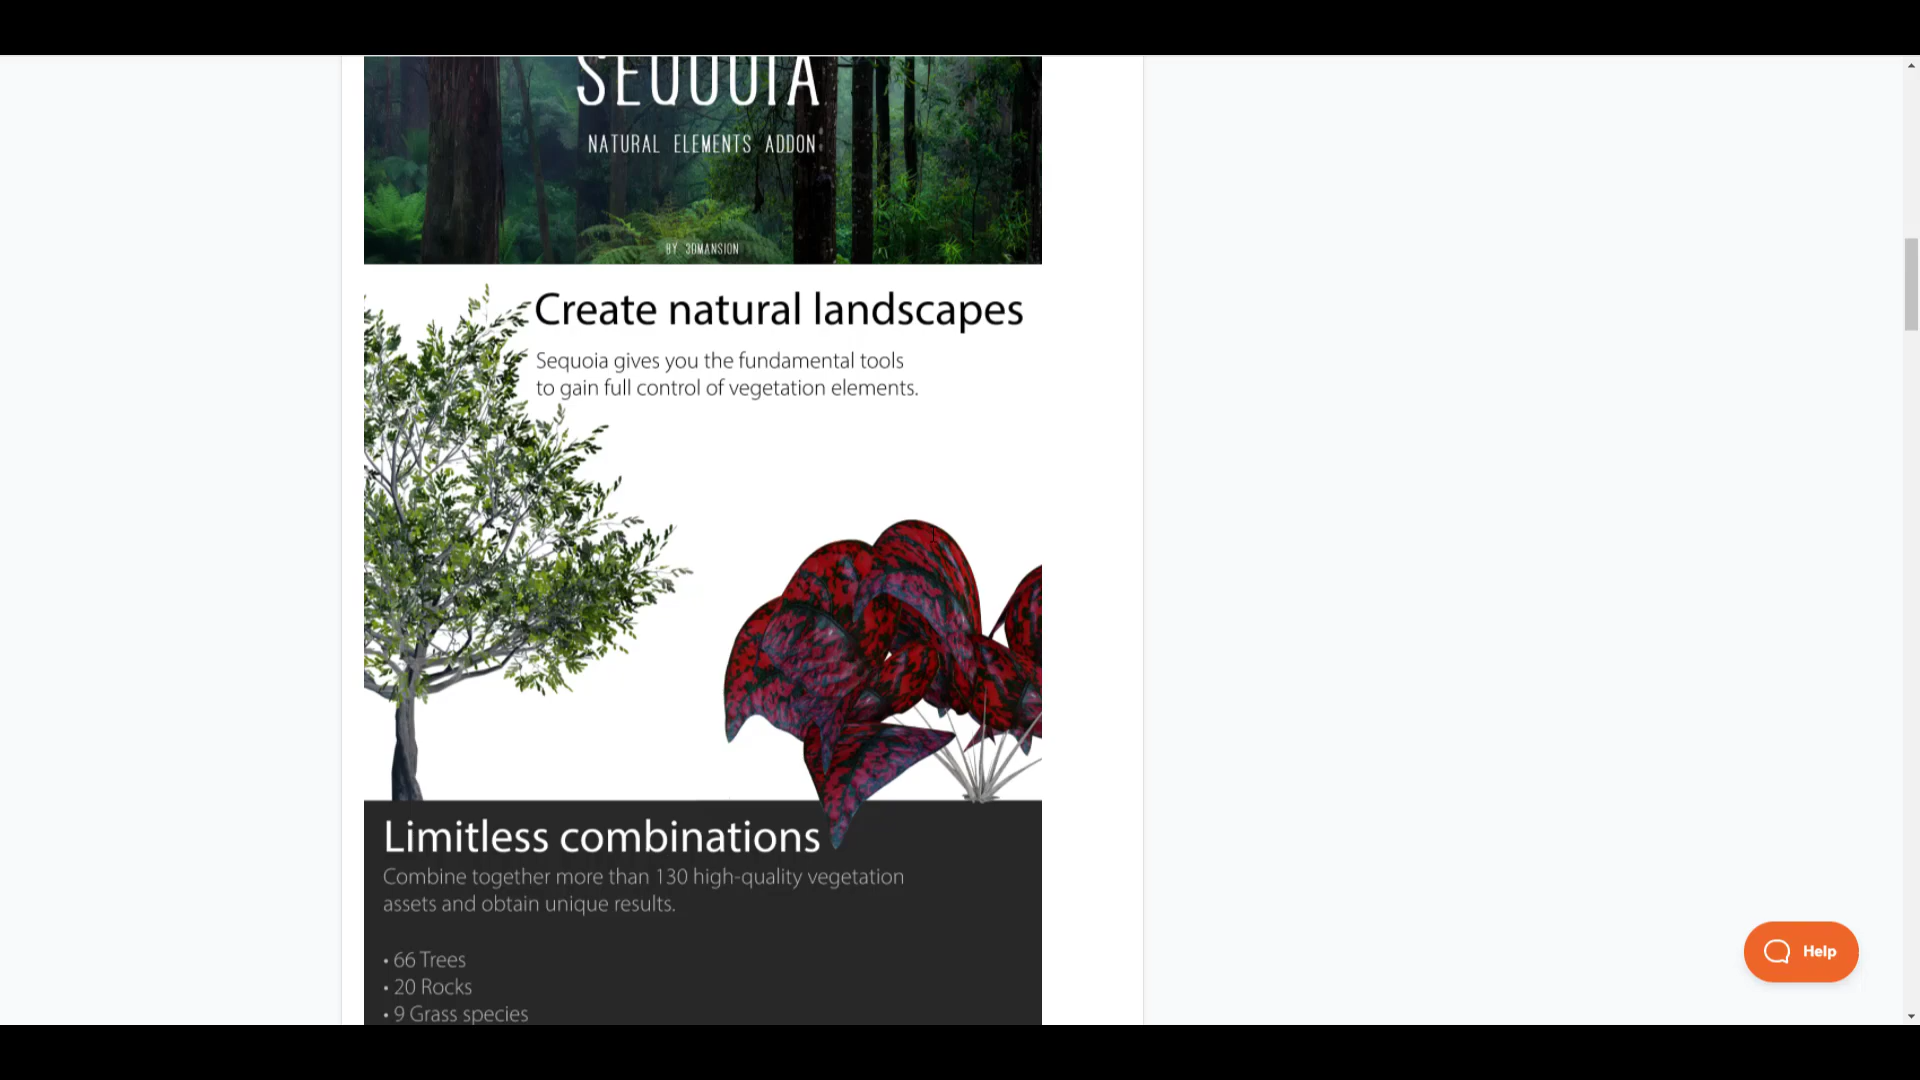 SEQUOIA
NATURAL ELEMENTS ADDON
BY 3DMANSION
Create natural landscapes
Sequoia gives you the fundamental tools
to gain full control of vegetation elements.
Limitless combinations
Combine together more than 130 high-quality vegetation
assets and obtain unique results.
• 66 Trees
• 20 Rocks
• 9 Grass species
Help